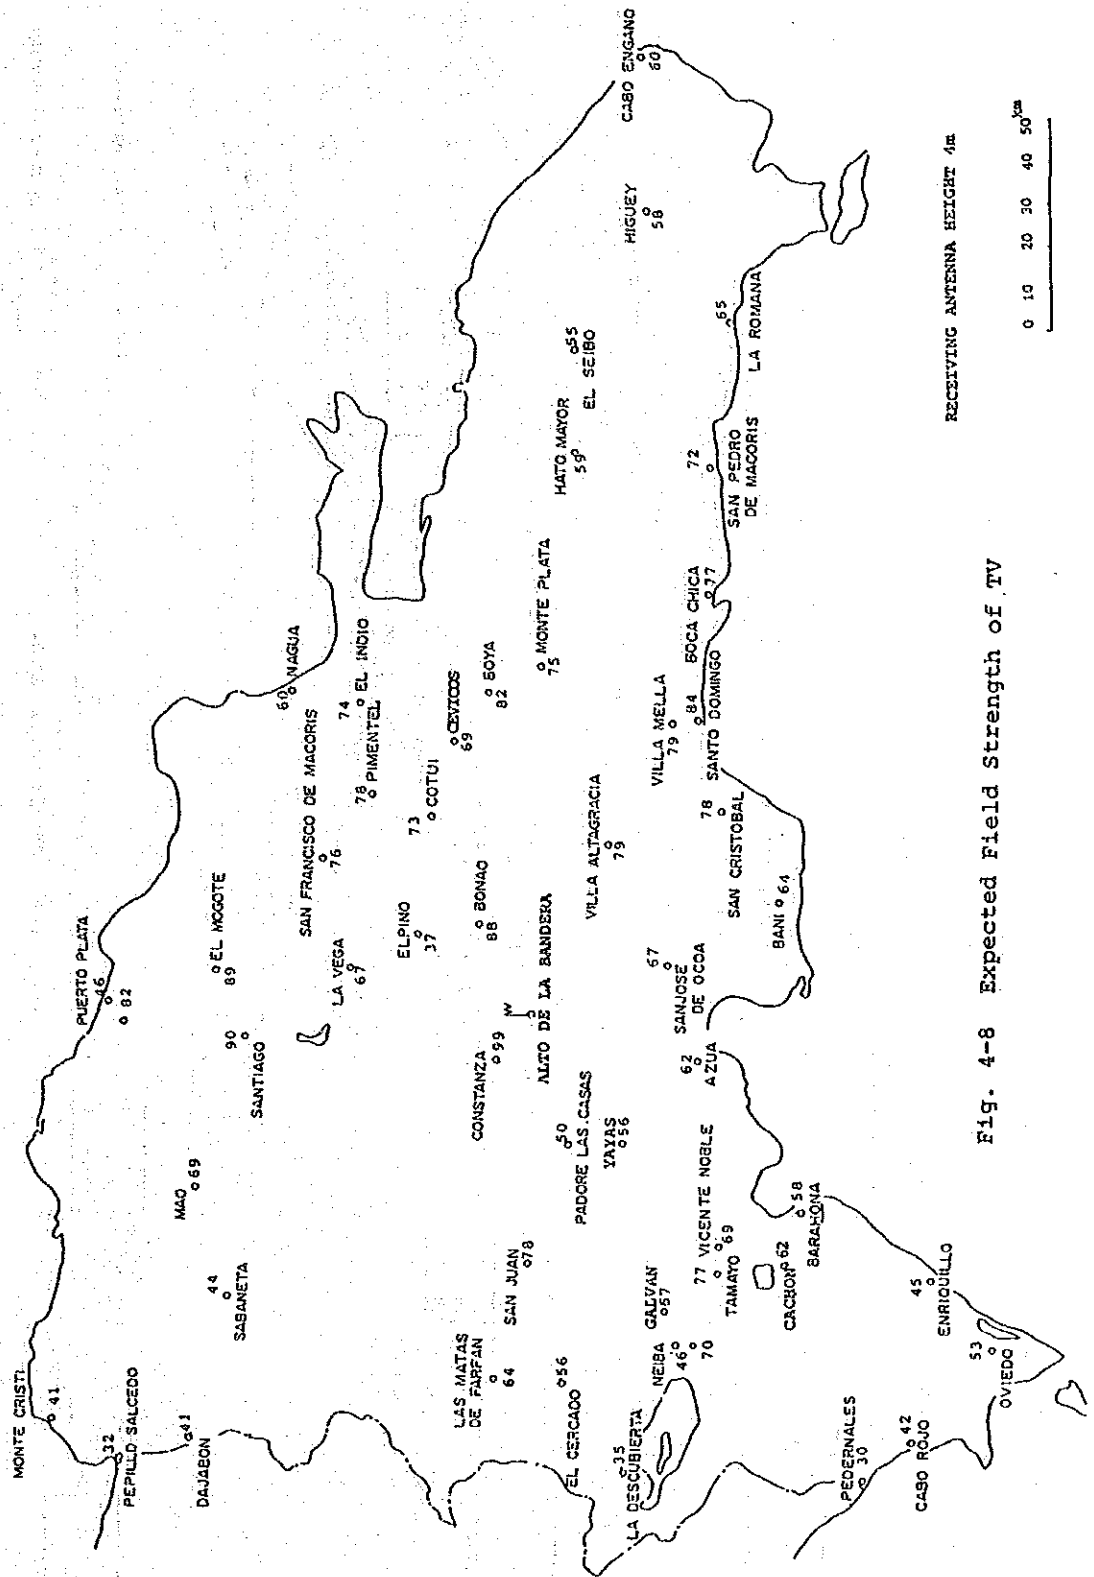 MONTE CRISTI
41
32
PEPILLO SALCEDO
41
DAJABON
44
SABANETA
MAO
69
PUERTO PLATA
46
82
90
SANTIAGO
EL MOGOTE
89
SAN FRANCISCO DE MACORIS
76
LA VEGA
67
60
NAGUA
74
EL INDIO
78
PIMENTEL
73
COTUI
CEVICOS
69
BOYA
82
ELPINO
37
BONAO
88
CONSTANZA
99
W
ALTO DE LA BANDERA
MONTE PLATA
75
HATO MAYOR
59
55
EL SEIBO
HIGUEY
58
CABO ENGANO
60
65
LA ROMANA
72
SAN PEDRO
DE MACORIS
BOCA CHICA
77
84
SANTO DOMINGO
VILLA MELLA
79
VILLA ALTAGRACIA
79
78
SAN CRISTOBAL
BANI
64
67
SANJOSE
DE OCOA
62
AZUA
50
PADORE LAS CASAS
YAYAS
56
SAN JUAN
78
LAS MATAS
DE FARFAN
64
56
EL CERCADO
35
LA DESCUBIERTA
NEIBA
46
70
GALVAN
57
VICENTE NOBLE
69
77
TAMAYO
62
CACHON
58
BARAHONA
45
ENRIQUILLO
53
OVIEDO
42
CABO ROJO
PEDERNALES
30
RECEIVING ANTENNA HEIGHT 4m
0 10 20 30 40 50km
Fig. 4-8 Expected Field Strength of TV